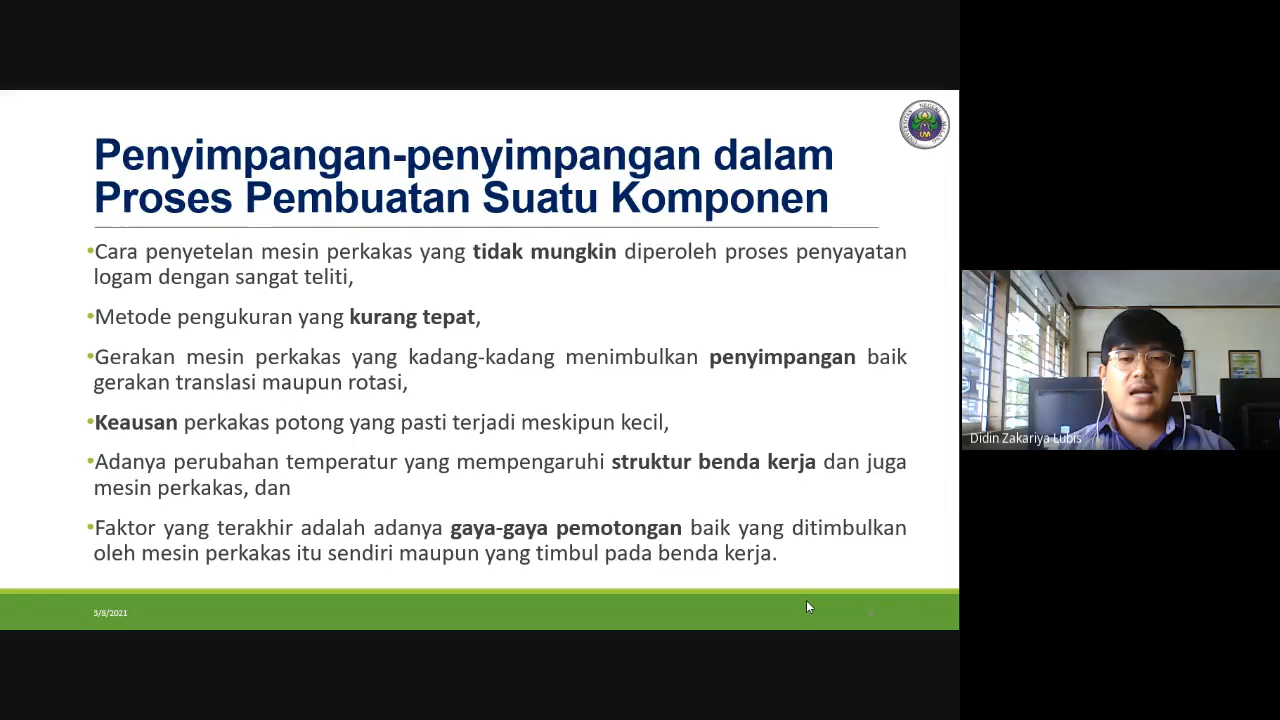 Penyimpangan-penyimpangan dalam
Proses Pembuatan Suatu Komponen
•Cara penyetelan mesin perkakas yang tidak mungkin diperoleh proses penyayatan
logam dengan sangat teliti,
•Metode pengukuran yang kurang tepat,
•Gerakan mesin perkakas yang kadang-kadang menimbulkan penyimpangan baik
gerakan translasi maupun rotasi,
•Keausan perkakas potong yang pasti terjadi meskipun kecil,
•Adanya perubahan temperatur yang mempengaruhi struktur benda kerja dan juga
mesin perkakas, dan
•Faktor yang terakhir adalah adanya gaya-gaya pemotongan baik yang ditimbulkan
oleh mesin perkakas itu sendiri maupun yang timbul pada benda kerja.
3/8/2021
UNIVERSITAS NEGERI MALANG
UM
Didin Zakariya Lubis